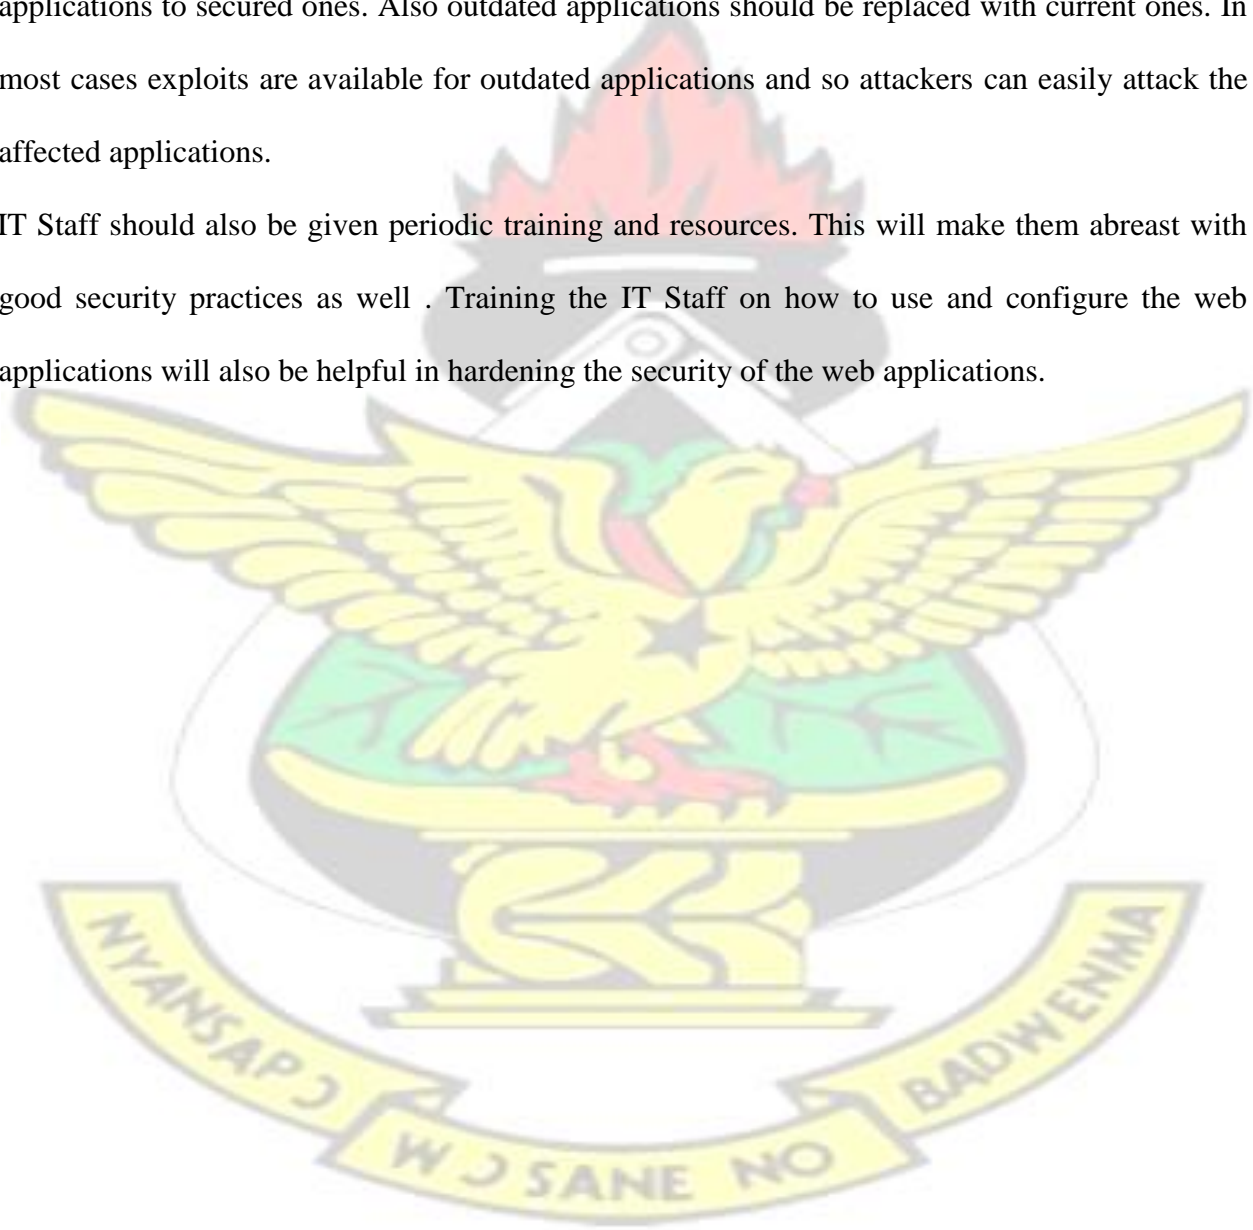 applications to secured ones. Also outdated applications should be replaced with current ones. In
most cases exploits are available for outdated applications and so attackers can easily attack the
affected applications.
IT Staff should also be given periodic training and resources. This will make them abreast with
good security practices as well . Training the IT Staff on how to use and configure the web
applications will also be helpful in hardening the security of the web applications.
NYANSAPƆ
WƆSANE NO
BADWENMA